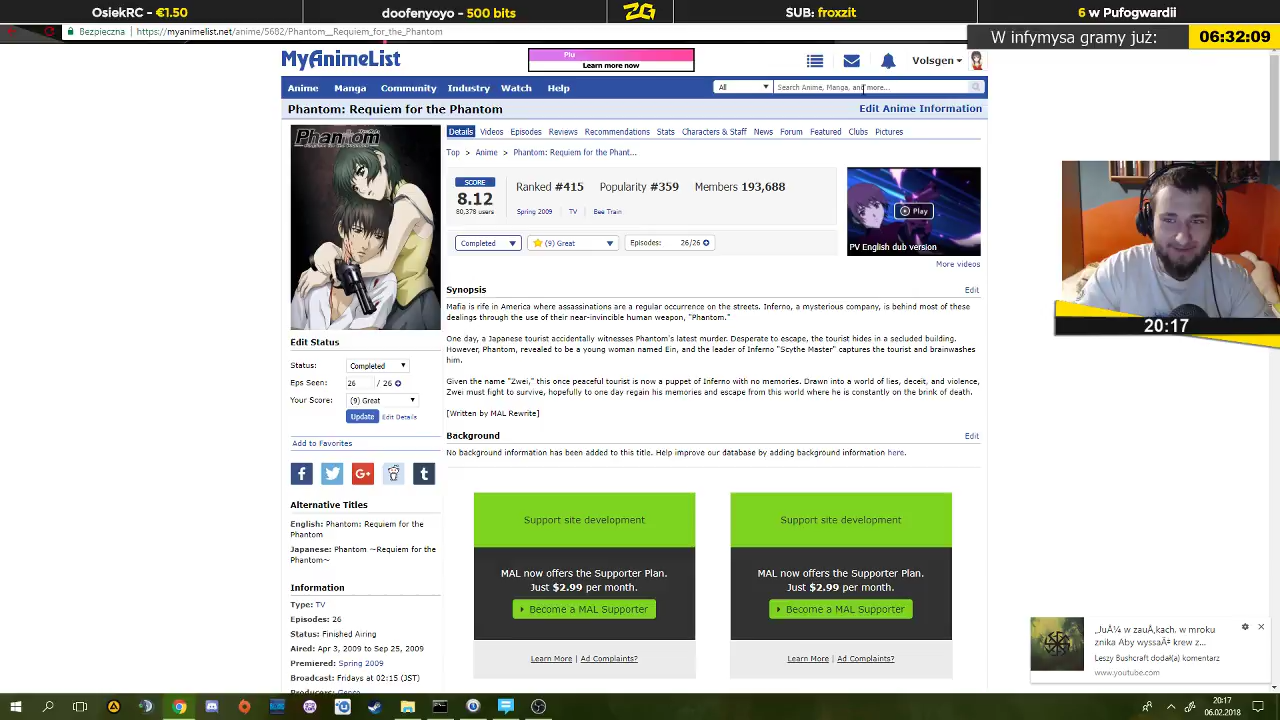 OsiekRC - €1.50
doofenyoyo - 500 bits
ZG
SUB: froxzit
6 w Pufogwardii
Bezpieczna
https://myanimelist.net/anime/5682/Phantom__Requiem_for_the_Phantom
W infymysa gramy już:
06:32:09
MyAnimeList
Plu
Learn more now
Volsgen
Anime Manga Community Industry Watch Help
All
Search Anime, Manga, and more...
Phantom: Requiem for the Phantom
Edit Anime Information
Phantom
Details Videos Episodes Reviews Recommendations Stats Characters & Staff News Forum Featured Clubs Pictures
Top > Anime > Phantom: Requiem for the Phant...
SCORE
8.12
80,378 users
Ranked #415 Popularity #359 Members 193,688
Spring 2009 TV Bee Train
Completed
(9) Great
Episodes: 26/26
Play
PV English dub version
More videos
Synopsis
Edit
Mafia is rife in America where assassinations are a regular occurrence on the streets. Inferno, a mysterious company, is behind most of these
dealings through the use of their near-invincible human weapon, "Phantom."
One day, a Japanese tourist accidentally witnesses Phantom's latest murder. Desperate to escape, the tourist hides in a secluded building.
However, Phantom, revealed to be a young woman named Ein, and the leader of Inferno "Scythe Master" captures the tourist and brainwashes
him.
Given the name "Zwei," this once peaceful tourist is now a puppet of Inferno with no memories. Drawn into a world of lies, deceit, and violence,
Zwei must fight to survive, hopefully to one day regain his memories and escape from this world where he is constantly on the brink of death.
[Written by MAL Rewrite]
Background
Edit
No background information has been added to this title. Help improve our database by adding background information here.
Edit Status
Status: Completed
Eps Seen: 26 / 26
Your Score: (9) Great
Update Edit Details
Add to Favorites
Alternative Titles
English: Phantom: Requiem for the
Phantom
Japanese: Phantom ～Requiem for the
Phantom～
Information
Type: TV
Episodes: 26
Status: Finished Airing
Aired: Apr 3, 2009 to Sep 25, 2009
Premiered: Spring 2009
Broadcast: Fridays at 02:15 (JST)
Producers: Genco
Support site development
MAL now offers the Supporter Plan.
Just $2.99 per month.
Become a MAL Supporter
Learn More | Ad Complaints?
Support site development
MAL now offers the Supporter Plan.
Just $2.99 per month.
Become a MAL Supporter
Learn More | Ad Complaints?
20:17
„JuÅ¼ w zauÅ‚kach. w mroku
znika Aby wyssaÄ‡ krew z...
Leszy Bushcraft dodał(a) komentarz
www.youtube.com
20:17
06.02.2018